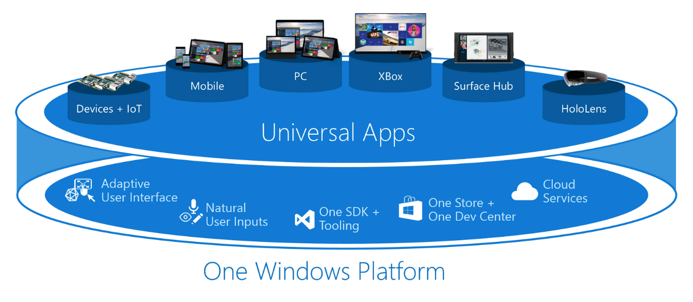 Devices + IoT
Mobile
PC
XBox
Surface Hub
HoloLens
Universal Apps
Adaptive
User Interface
Natural
User Inputs
One SDK +
Tooling
One Store +
One Dev Center
Cloud
Services
One Windows Platform